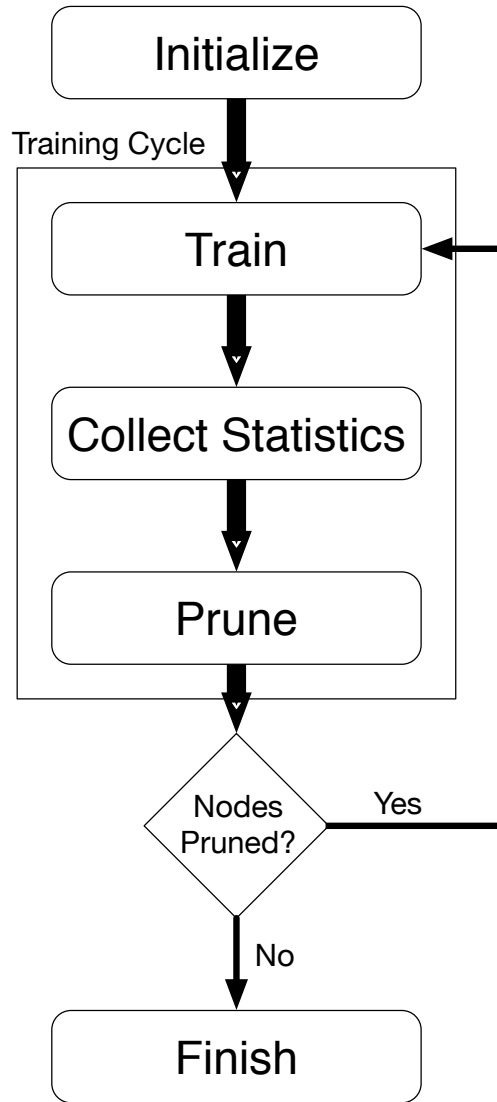 Initialize
Training Cycle
Train
Collect Statistics
Prune
Nodes
Pruned?
Yes
No
Finish